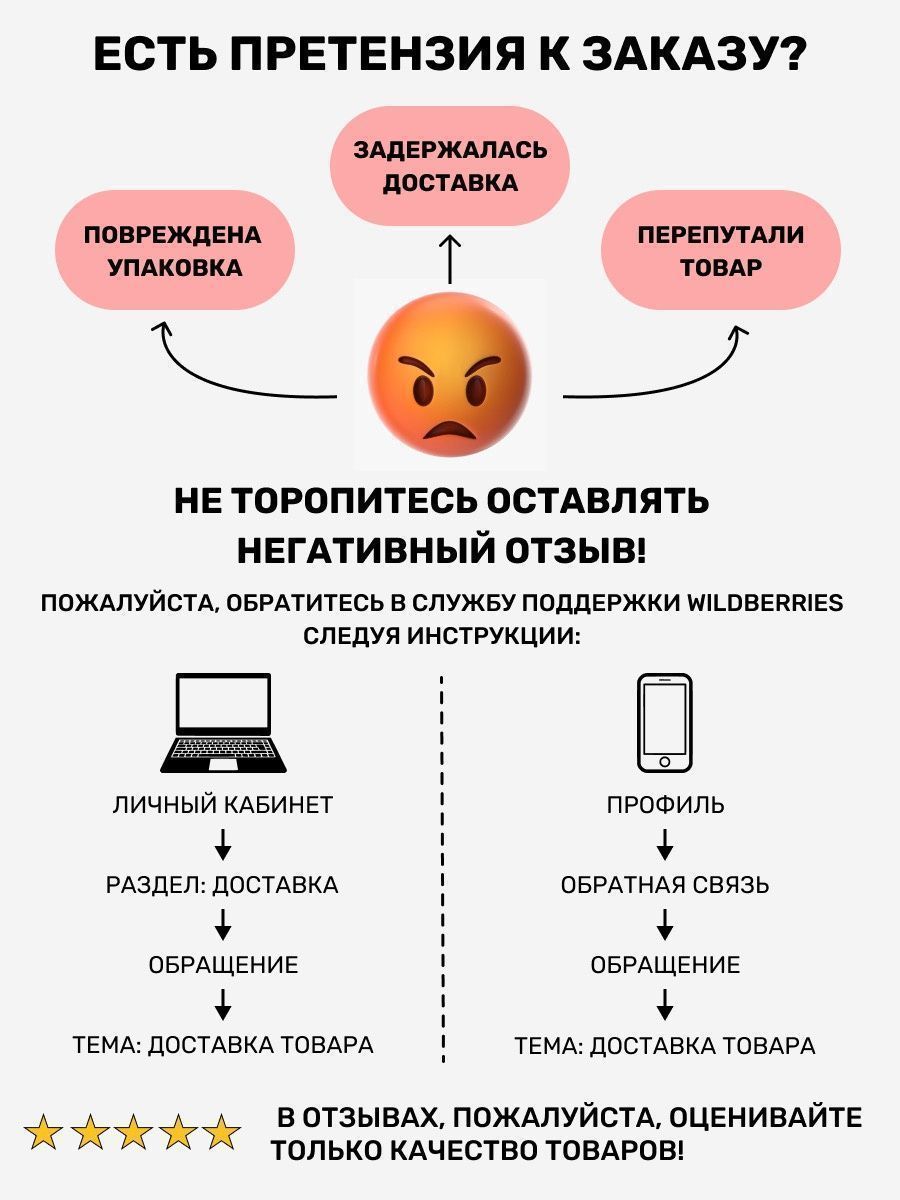 ЕСТЬ ПРЕТЕНЗИЯ К ЗАКАЗУ?
ЗАДЕРЖАЛАСЬ
ДОСТАВКА
ПОВРЕЖДЕНА
УПАКОВКА
ПЕРЕПУТАЛИ
ТОВАР
НЕ ТОРОПИТЕСЬ ОСТАВЛЯТЬ
НЕГАТИВНЫЙ ОТЗЫВ!
ПОЖАЛУЙСТА, ОБРАТИТЕСЬ В СЛУЖБУ ПОДДЕРЖКИ WILDBERRIES
СЛЕДУЯ ИНСТРУКЦИИ:
ЛИЧНЫЙ КАБИНЕТ
РАЗДЕЛ: ДОСТАВКА
ОБРАЩЕНИЕ
ТЕМА: ДОСТАВКА ТОВАРА
ПРОФИЛЬ
ОБРАТНАЯ СВЯЗЬ
ОБРАЩЕНИЕ
ТЕМА: ДОСТАВКА ТОВАРА
В ОТЗЫВАХ, ПОЖАЛУЙСТА, ОЦЕНИВАЙТЕ
ТОЛЬКО КАЧЕСТВО ТОВАРОВ!